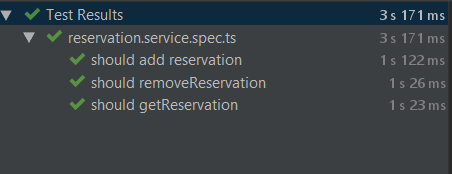 Test Results 3 s 171 ms
reservation.service.spec.ts 3 s 171 ms
should add reservation 1 s 122 ms
should removeReservation 1 s 26 ms
should getReservation 1 s 23 ms